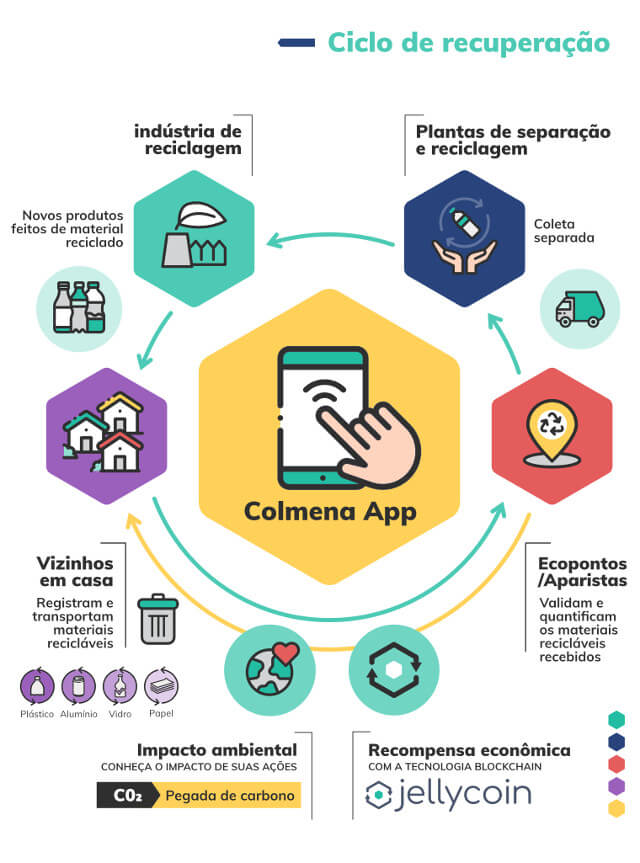 Ciclo de recuperação
indústria de
reciclagem
Plantas de separação
e reciclagem
Novos produtos
feitos de material
reciclado
Coleta
separada
Colmena App
Vizinhos
em casa
Registram e
transportam
materiais
recicláveis
Plástico
Alumínio
Vidro
Papel
Ecopontos
/Aparistas
Validam e
quantificam
os materiais
recicláveis
recebidos
Impacto ambiental
CONHEÇA O IMPACTO DE SUAS AÇÕES
C0₂ Pegada de carbono
Recompensa econômica
COM A TECNOLOGIA BLOCKCHAIN
jellycoin